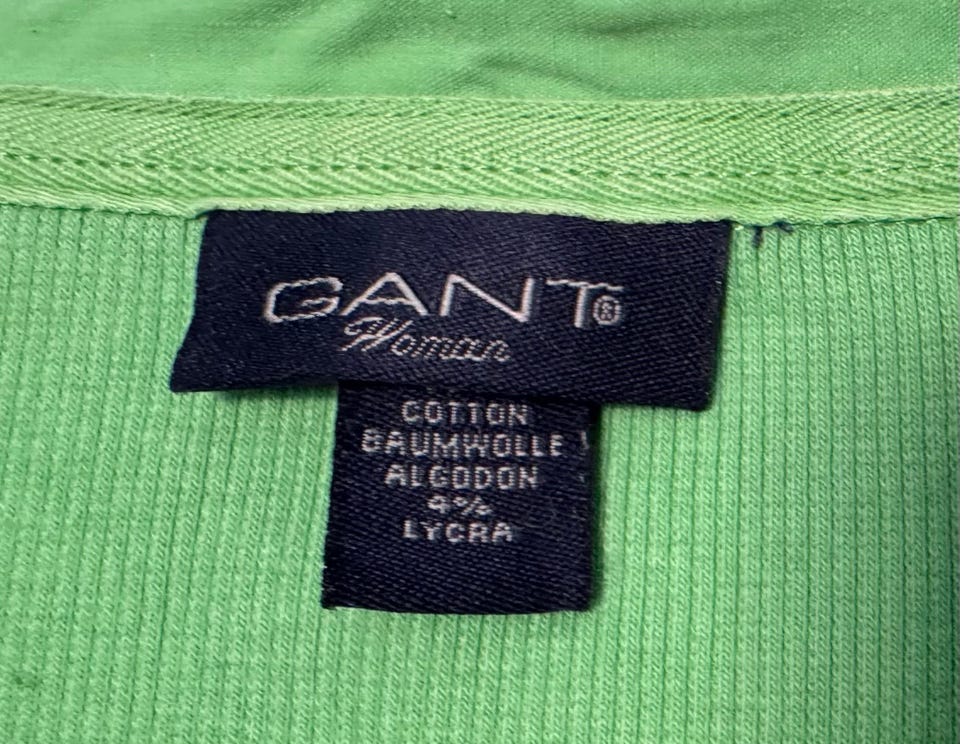 GANT®
Woman
COTTON
BAUMWOLLE
ALGODON
4%
LYCRA